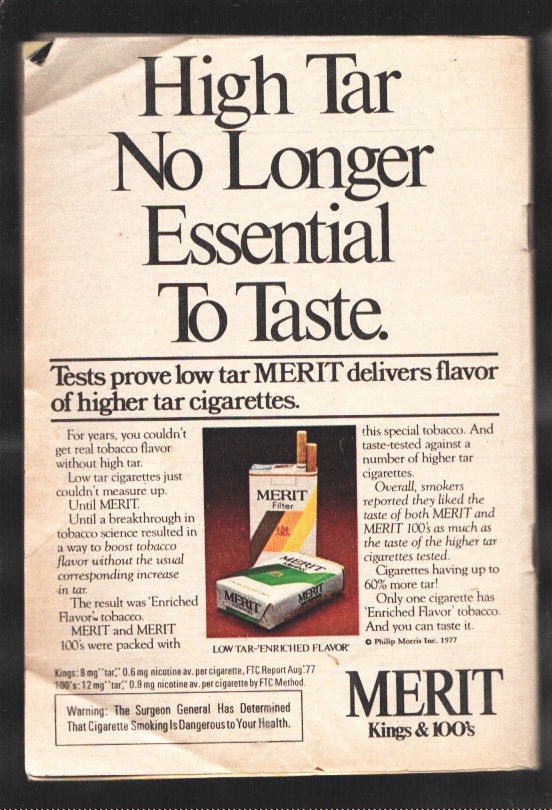 High Tar
No Longer
Essential
To Taste.
Tests prove low tar MERIT delivers flavor
of higher tar cigarettes.
For years, you couldn't
get real tobacco flavor
without high tar.
Low tar cigarettes just
couldn't measure up.
Until MERIT.
Until a breakthrough in
tobacco science resulted in
a way to boost tobacco
flavor without the usual
corresponding increase
in tar.
The result was 'Enriched
Flavor'™ tobacco.
MERIT and MERIT
100's were packed with
MERIT
Filter
MERIT
MERIT
MERIT
LOW TAR-'ENRICHED FLAVOR'
this special tobacco. And
taste-tested against a
number of higher tar
cigarettes.
Overall, smokers
reported they liked the
taste of both MERIT and
MERIT 100's as much as
the taste of the higher tar
cigarettes tested.
Cigarettes having up to
60% more tar!
Only one cigarette has
'Enriched Flavor' tobacco.
And you can taste it.
© Philip Morris Inc. 1977
Kings: 8 mg "tar," 0.6 mg nicotine av. per cigarette, FTC Report Aug.'77
100's: 12 mg "tar," 0.9 mg nicotine av. per cigarette by FTC Method.
Warning: The Surgeon General Has Determined
That Cigarette Smoking Is Dangerous to Your Health.
MERIT
Kings & 100's